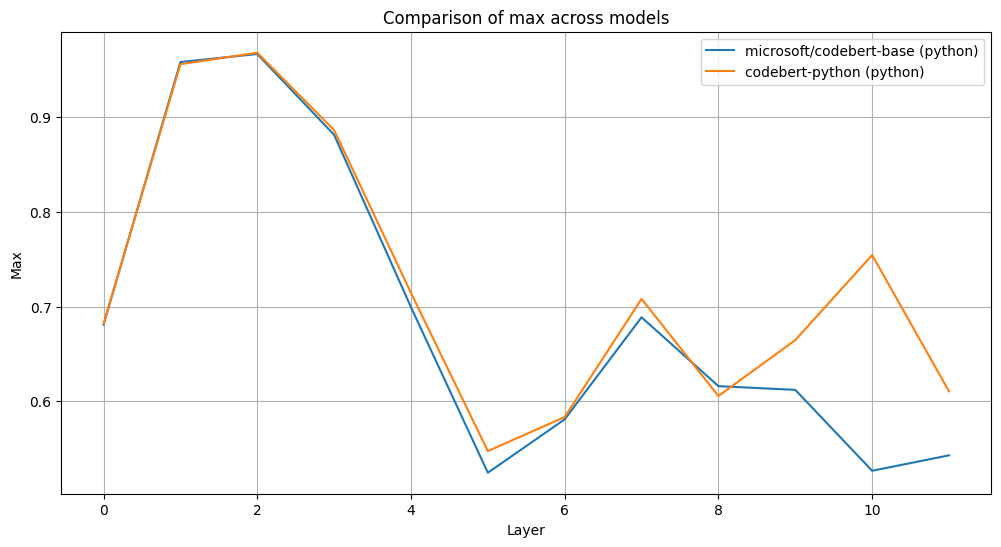 Comparison of max across models
microsoft/codebert-base (python)
codebert-python (python)
Max
0.9
0.8
0.7
0.6
0 2 4 6 8 10
Layer